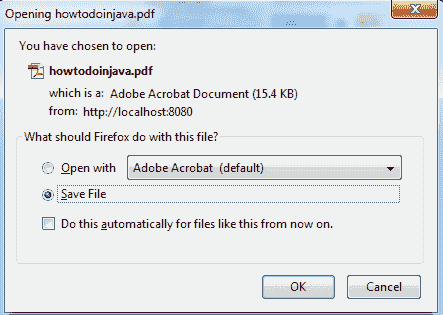 Opening howtodoinjava.pdf
You have chosen to open:
howtodoinjava.pdf
which is a: Adobe Acrobat Document (15.4 KB)
from: http://localhost:8080
What should Firefox do with this file?
Open with Adobe Acrobat (default)
Save File
Do this automatically for files like this from now on.
OK Cancel